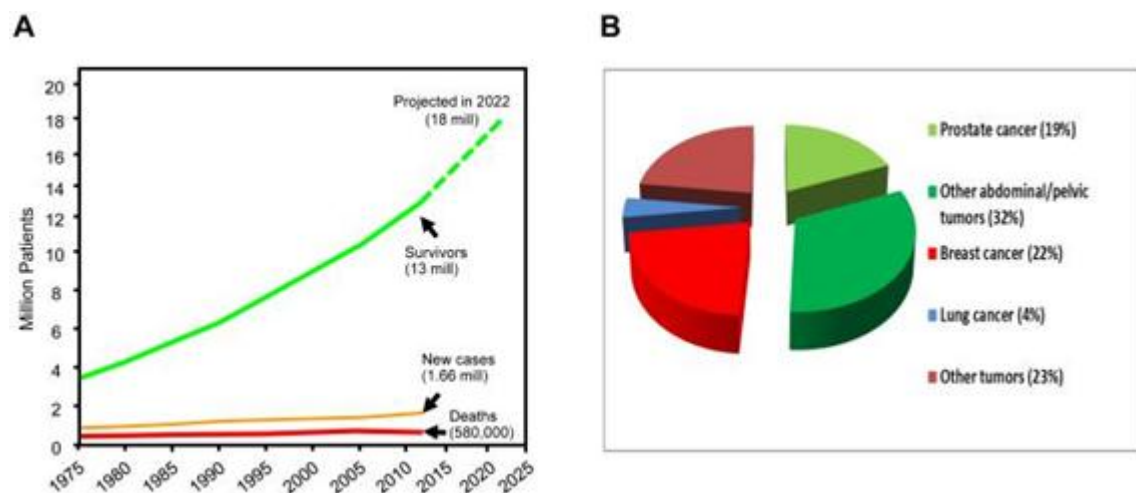 A
Million Patients
20
18
16
14
12
10
8
6
4
2
0
1975
1980
1985
1990
1995
2000
2005
2010
2015
2020
2025
Projected in 2022
(18 mill)
Survivors
(13 mill)
New cases
(1.66 mill)
Deaths
(580,000)
B
Prostate cancer (19%)
Other abdominal/pelvic
tumors (32%)
Breast cancer (22%)
Lung cancer (4%)
Other tumors (23%)